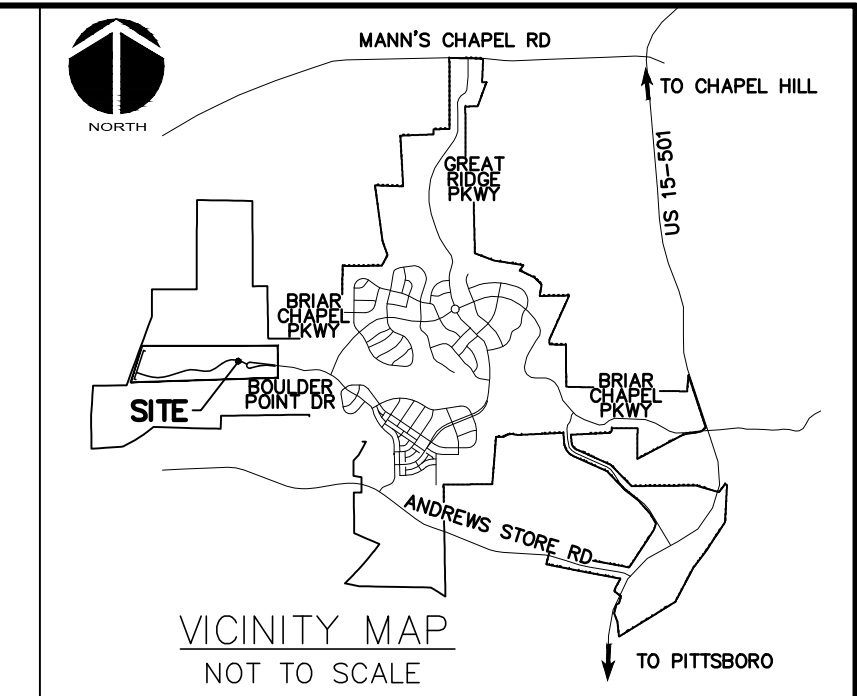 MANN'S CHAPEL RD
TO CHAPEL HILL
NORTH
GREAT
RIDGE
PKWY
US 15-501
BRIAR
CHAPEL
PKWY
BOULDER
POINT DR
BRIAR
CHAPEL
PKWY
SITE
ANDREWS STORE RD
VICINITY MAP
NOT TO SCALE
TO PITTSBORO